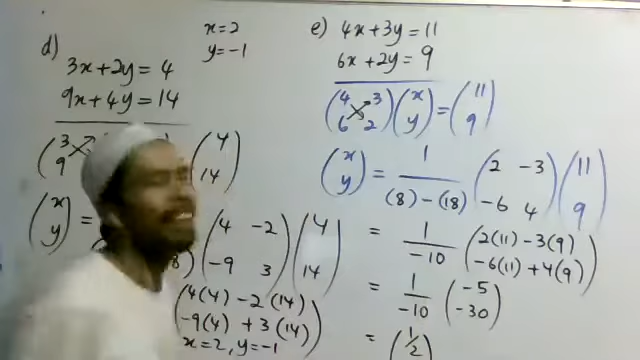 d)
3x+2y=4
9x+4y=14
x=2
y=-1
(3
9
(4
14)
(x
y) =
8)
(4 -2
-9 3)
(4
14)
(4(4) - 2(14)
-9(4) + 3(14))
x=2, y=-1
e) 4x+3y=11
6x+2y=9
(4 3
6 2)
(x
y) =
(11
9)
(x
y) =
1
(8)-(18)
(2 -3
-6 4)
(11
9)
=
1
-10
(2(11) - 3(9)
-6(11) + 4(9))
=
1
-10
(-5
-30)
=
(1/2)